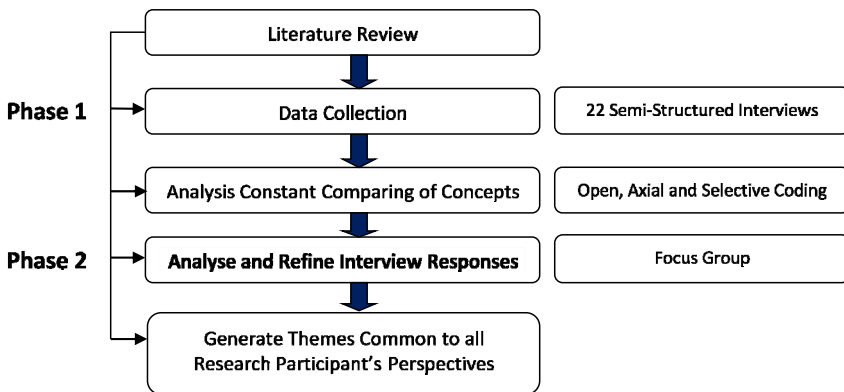 Literature Review
Phase 1
Data Collection
22 Semi-Structured Interviews
Analysis Constant Comparing of Concepts
Open, Axial and Selective Coding
Phase 2
Analyse and Refine Interview Responses
Focus Group
Generate Themes Common to all
Research Participant's Perspectives